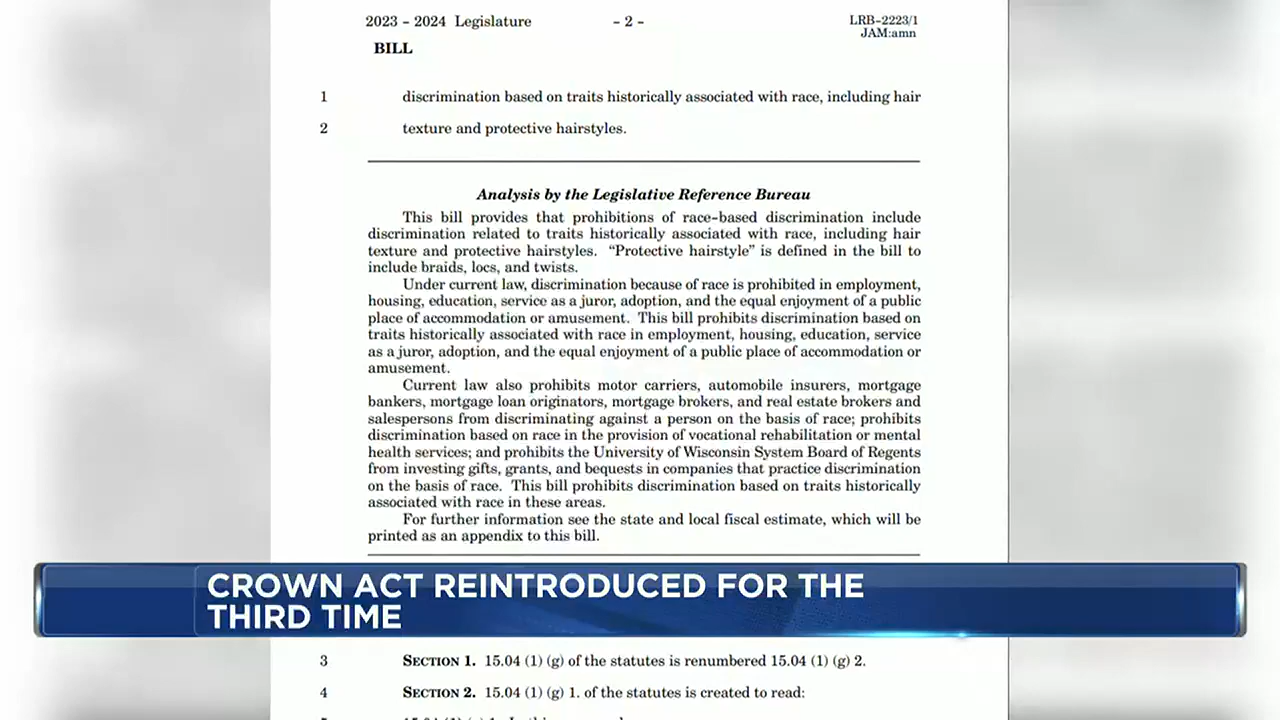 2023 – 2024 Legislature – 2 – LRB–2223/1
JAM:amn
BILL
1 discrimination based on traits historically associated with race, including hair
2 texture and protective hairstyles.
Analysis by the Legislative Reference Bureau
This bill provides that prohibitions of race–based discrimination include
discrimination related to traits historically associated with race, including hair
texture and protective hairstyles. “Protective hairstyle” is defined in the bill to
include braids, locs, and twists.
Under current law, discrimination because of race is prohibited in employment,
housing, education, service as a juror, adoption, and the equal enjoyment of a public
place of accommodation or amusement. This bill prohibits discrimination based on
traits historically associated with race in employment, housing, education, service
as a juror, adoption, and the equal enjoyment of a public place of accommodation or
amusement.
Current law also prohibits motor carriers, automobile insurers, mortgage
bankers, mortgage loan originators, mortgage brokers, and real estate brokers and
salespersons from discriminating against a person on the basis of race; prohibits
discrimination based on race in the provision of vocational rehabilitation or mental
health services; and prohibits the University of Wisconsin System Board of Regents
from investing gifts, grants, and bequests in companies that practice discrimination
on the basis of race. This bill prohibits discrimination based on traits historically
associated with race in these areas.
For further information see the state and local fiscal estimate, which will be
printed as an appendix to this bill.
CROWN ACT REINTRODUCED FOR THE
THIRD TIME
3 SECTION 1. 15.04 (1) (g) of the statutes is renumbered 15.04 (1) (g) 2.
4 SECTION 2. 15.04 (1) (g) 1. of the statutes is created to read: